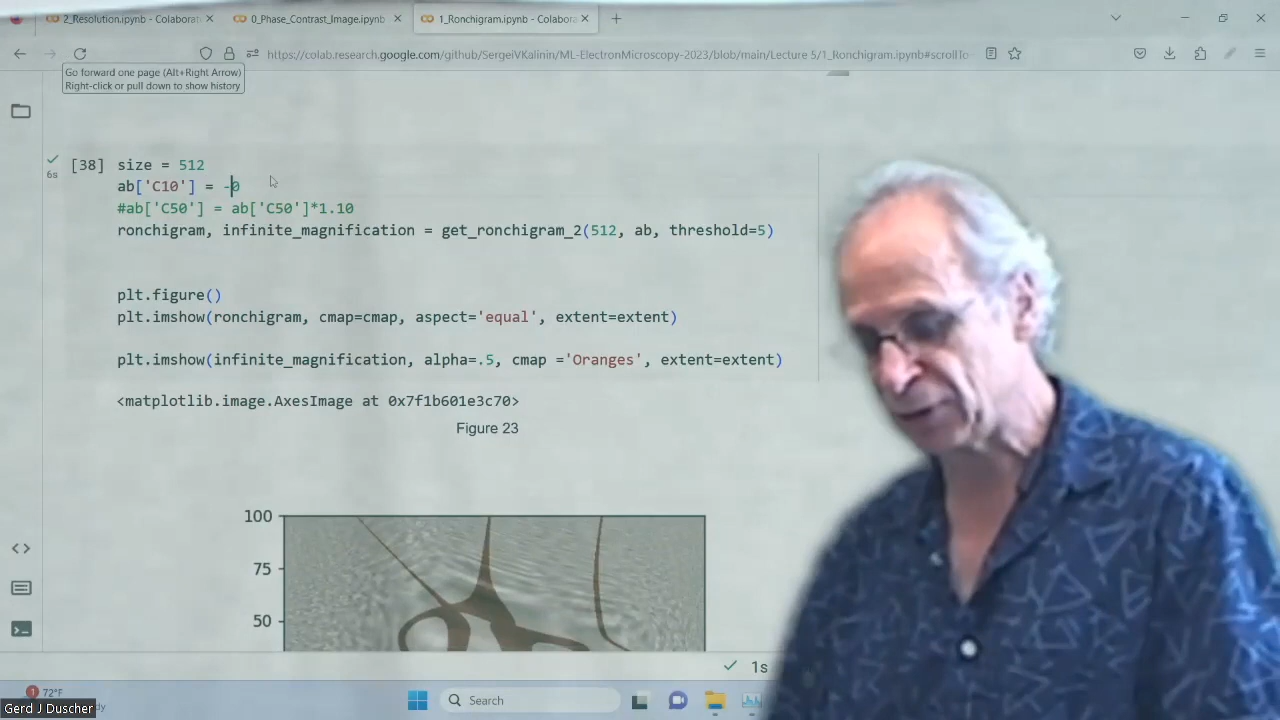 2_Resolution.ipynb - Colaborat
0_Phase_Contrast_Image.ipynb
1_Ronchigram.ipynb - Colabora
https://colab.research.google.com/github/SergeiVKalinin/ML-ElectronMicroscopy-2023/blob/main/Lecture 5/1_Ronchigram.ipynb#scrollTo
Go forward one page (Alt+Right Arrow)
Right-click or pull down to show history
[38] size = 512
6s
ab['C10'] = -0
#ab['C50'] = ab['C50']*1.10
ronchigram, infinite_magnification = get_ronchigram_2(512, ab, threshold=5)
plt.figure()
plt.imshow(ronchigram, cmap=cmap, aspect='equal', extent=extent)
plt.imshow(infinite_magnification, alpha=.5, cmap ='Oranges', extent=extent)
<matplotlib.image.AxesImage at 0x7f1b601e3c70>
Figure 23
100
75
50
1s
1
72°F
Search
Gerd J Duscher